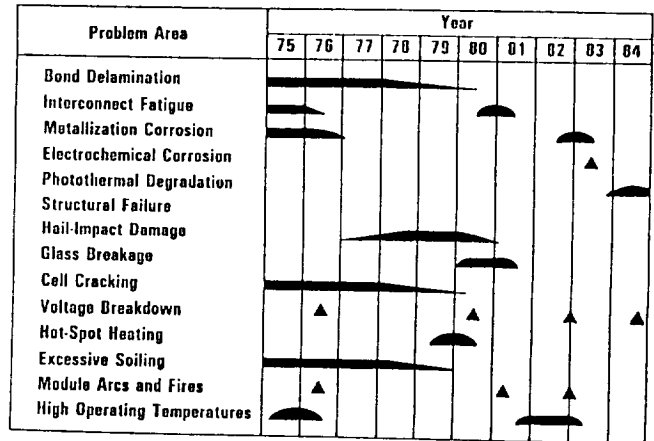 Problem Area
Year
75 76 77 78 79 80 81 82 83 84
Bond Delamination
Interconnect Fatigue
Metallization Corrosion
Electrochemical Corrosion
Photothermal Degradation
Structural Failure
Hail-Impact Damage
Glass Breakage
Cell Cracking
Voltage Breakdown
Hot-Spot Heating
Excessive Soiling
Module Arcs and Fires
High Operating Temperatures